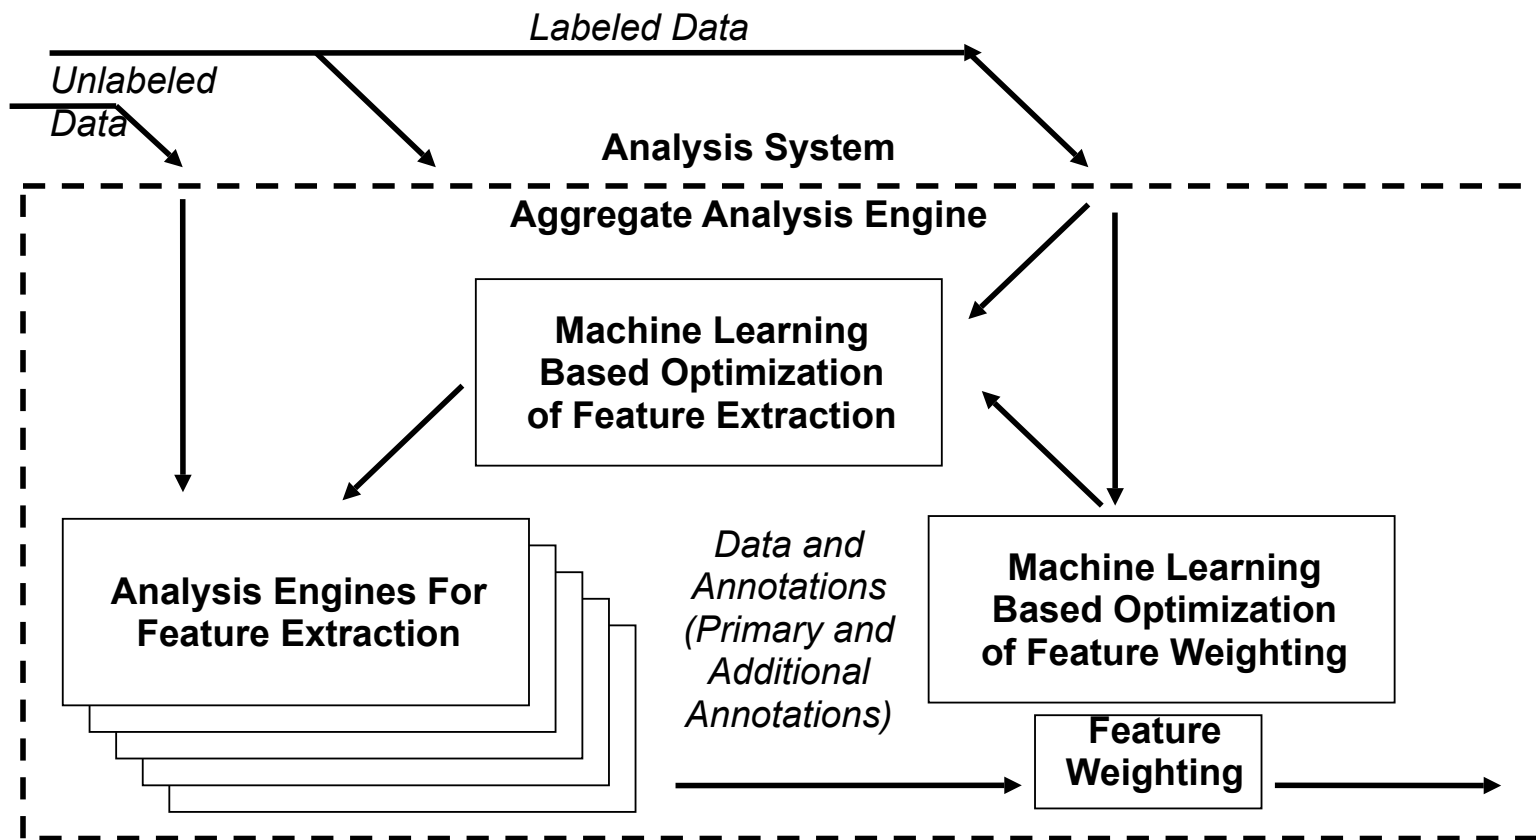 Labeled Data
Unlabeled
Data
Analysis System
Aggregate Analysis Engine
Machine Learning
Based Optimization
of Feature Extraction
Analysis Engines For
Feature Extraction
Data and
Annotations
(Primary and
Additional
Annotations)
Machine Learning
Based Optimization
of Feature Weighting
Feature
Weighting